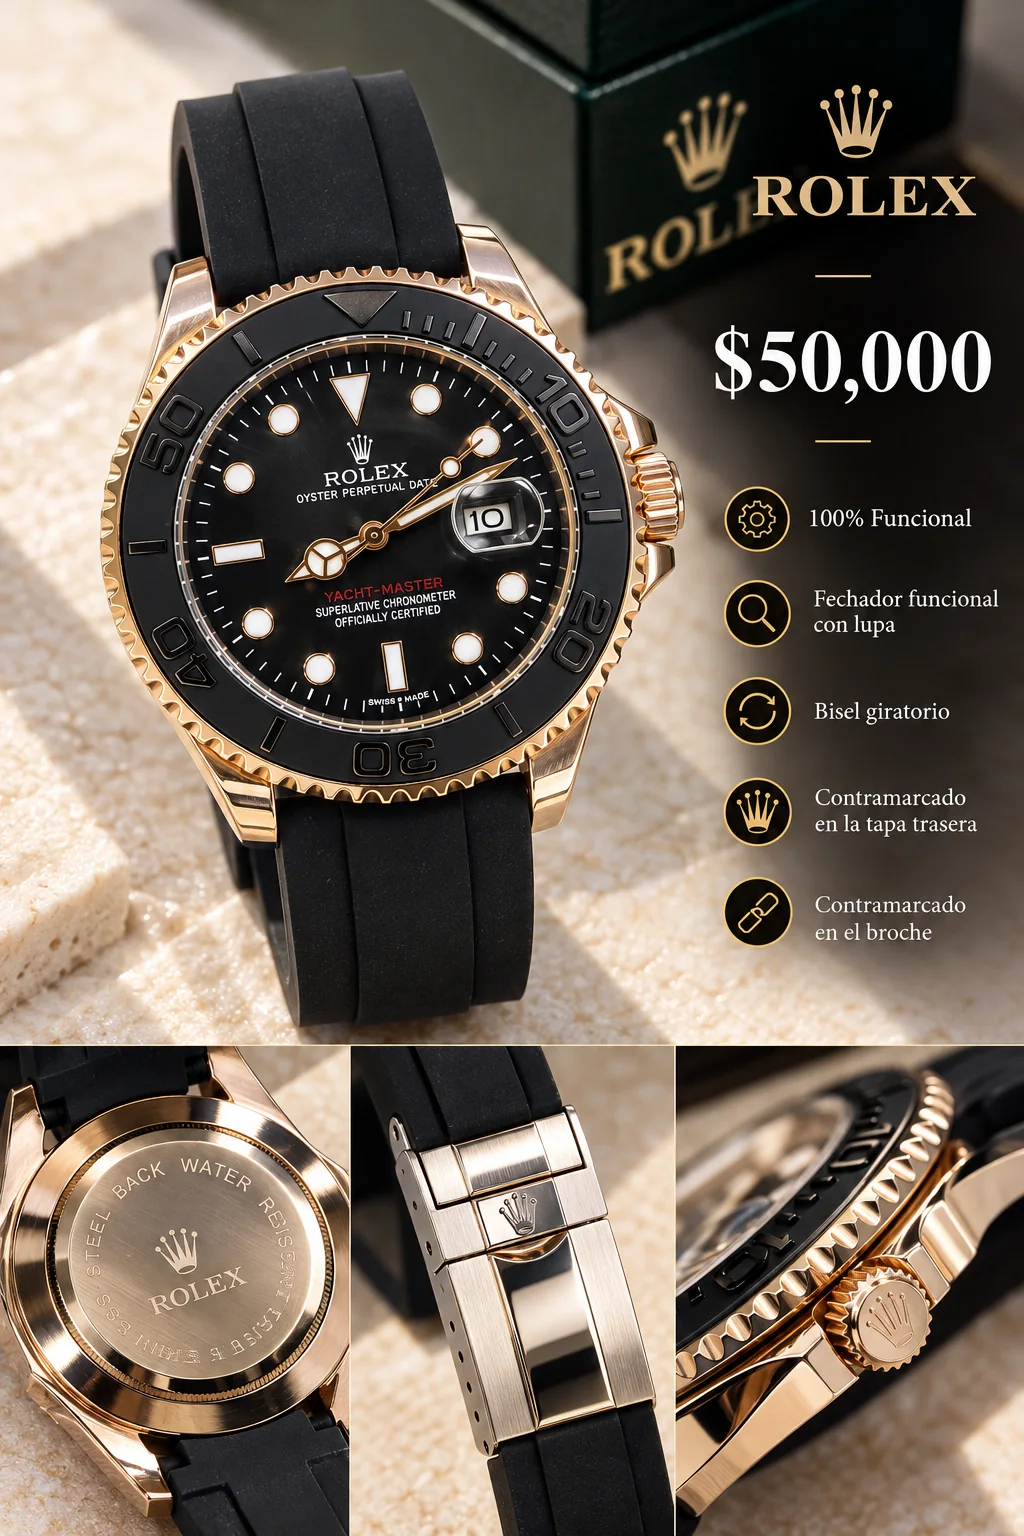 ROLEX
ROLEX
$50,000
100% Funcional
Fechador funcional
con lupa
Bisel giratorio
Contramarcado
en la tapa trasera
Contramarcado
en el broche
10
20
30
40
50
ROLEX
OYSTER PERPETUAL DATE
10
YACHT-MASTER
SUPERLATIVE CHRONOMETER
OFFICIALLY CERTIFIED
SWISS MADE
STEEL BACK WATER
ROLEX
10